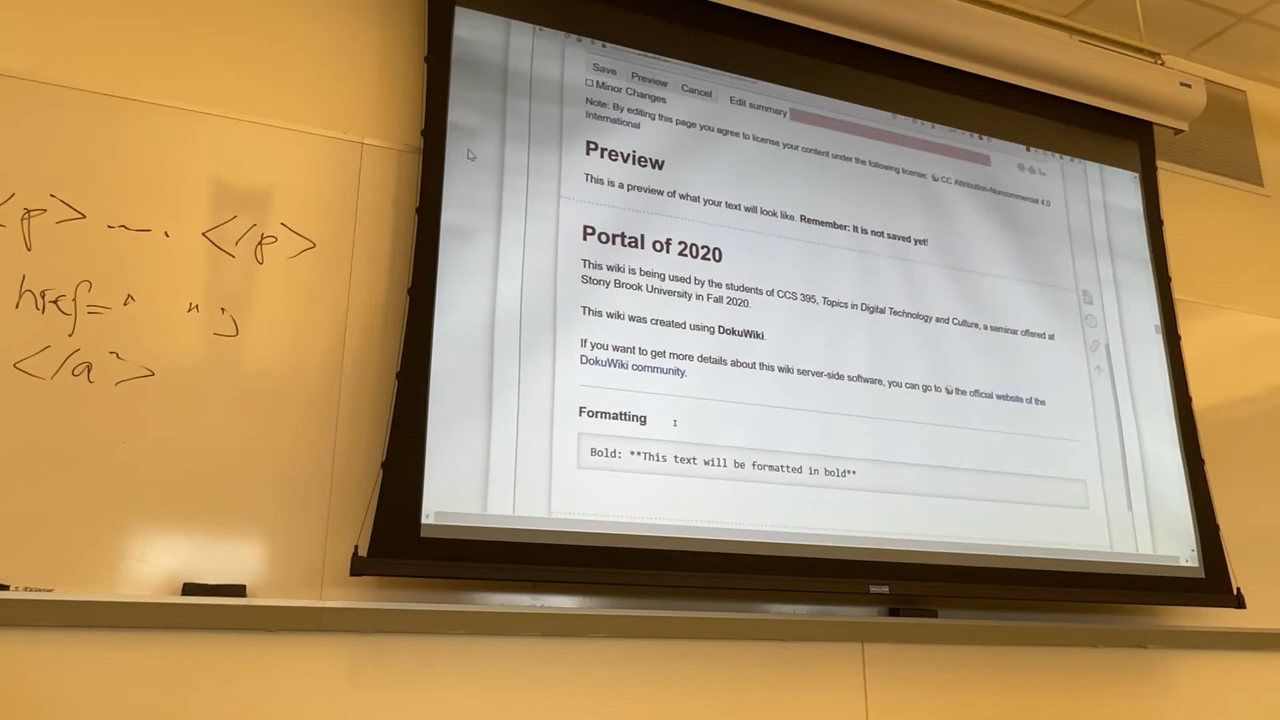 <p> ~. </p>
href=" "
</a>
Save Preview Cancel Edit summary
Minor Changes
Note: By editing this page you agree to license your content under the following license: CC Attribution-Noncommercial 4.0
International
Preview
This is a preview of what your text will look like. Remember: It is not saved yet!
Portal of 2020
This wiki is being used by the students of CCS 395, Topics in Digital Technology and Culture, a seminar offered at
Stony Brook University in Fall 2020.
This wiki was created using DokuWiki.
If you want to get more details about this wiki server-side software, you can go to the official website of the
DokuWiki community.
Formatting
Bold: **This text will be formatted in bold**